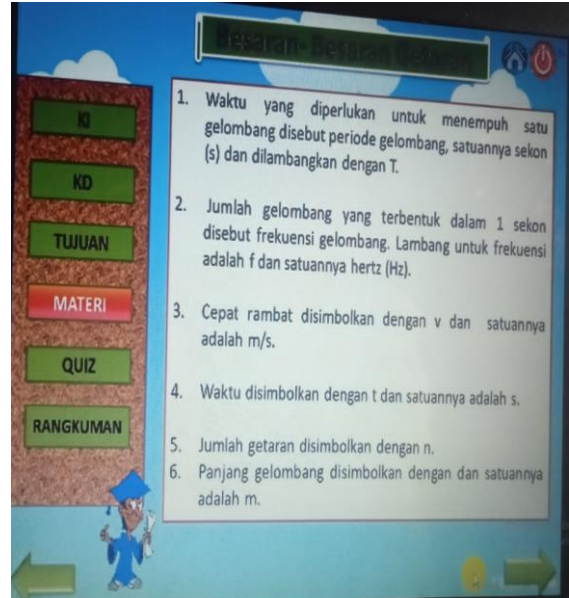 Besaran- Besaran
KI
KD
TUJUAN
MATERI
QUIZ
RANGKUMAN
1. Waktu yang diperlukan untuk menempuh satu
gelombang disebut periode gelombang, satuannya sekon
(s) dan dilambangkan dengan T.
2. Jumlah gelombang yang terbentuk dalam 1 sekon
disebut frekuensi gelombang. Lambang untuk frekuensi
adalah f dan satuannya hertz (Hz).
3. Cepat rambat disimbolkan dengan v dan satuannya
adalah m/s.
4. Waktu disimbolkan dengan t dan satuannya adalah s.
5. Jumlah getaran disimbolkan dengan n.
6. Panjang gelombang disimbolkan dengan dan satuannya
adalah m.